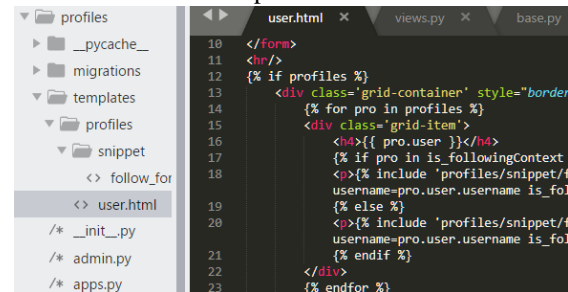 profiles
__pycache__
migrations
templates
profiles
snippet
<> follow_for
<> user.html
/* __init__.py
/* admin.py
/* apps.py
user.html ×
views.py ×
base.py
10 </form>
11 <hr/>
12 {% if profiles %}
13 <div class='grid-container' style="border
14 {% for pro in profiles %}
15 <div class='grid-item'>
16 <h4>{{ pro.user }}</h4>
17 {% if pro in is_followingContext
18 <p>{% include 'profiles/snippet/f
username=pro.user.username is_fol
19 {% else %}
20 <p>{% include 'profiles/snippet/f
username=pro.user.username is_fol
21 {% endif %}
22 </div>
23 {% endfor %}